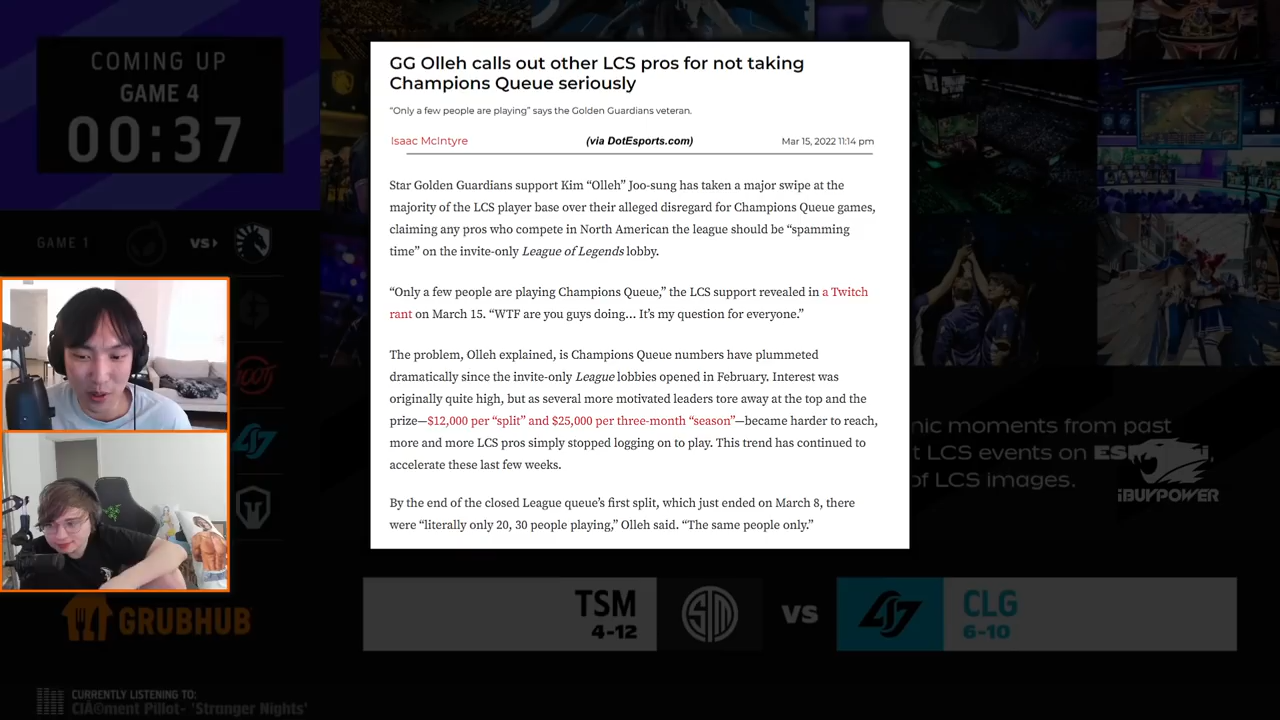 COMING UP
GAME 4
00:37
GAME 1
VS
GG Olleh calls out other LCS pros for not taking
Champions Queue seriously
“Only a few people are playing” says the Golden Guardians veteran.
Isaac McIntyre
(via DotEsports.com)
Mar 15, 2022 11:14 pm
Star Golden Guardians support Kim “Olleh” Joo-sung has taken a major swipe at the
majority of the LCS player base over their alleged disregard for Champions Queue games,
claiming any pros who compete in North American the league should be “spamming
time” on the invite-only League of Legends lobby.
“Only a few people are playing Champions Queue,” the LCS support revealed in a Twitch
rant on March 15. “WTF are you guys doing... It’s my question for everyone.”
The problem, Olleh explained, is Champions Queue numbers have plummeted
dramatically since the invite-only League lobbies opened in February. Interest was
originally quite high, but as several more motivated leaders tore away at the top and the
prize—$12,000 per “split” and $25,000 per three-month “season”—became harder to reach,
more and more LCS pros simply stopped logging on to play. This trend has continued to
accelerate these last few weeks.
By the end of the closed League queue’s first split, which just ended on March 8, there
were “literally only 20, 30 people playing,” Olleh said. “The same people only.”
nic moments from past
t LCS events on
of LCS images.
iBUYPOWER
TSM
4-12
VS
CLG
6-10
GRUBHUB
CURRENTLY LISTENING TO:
CIÃ©ment Pillot- 'Stranger Nights'